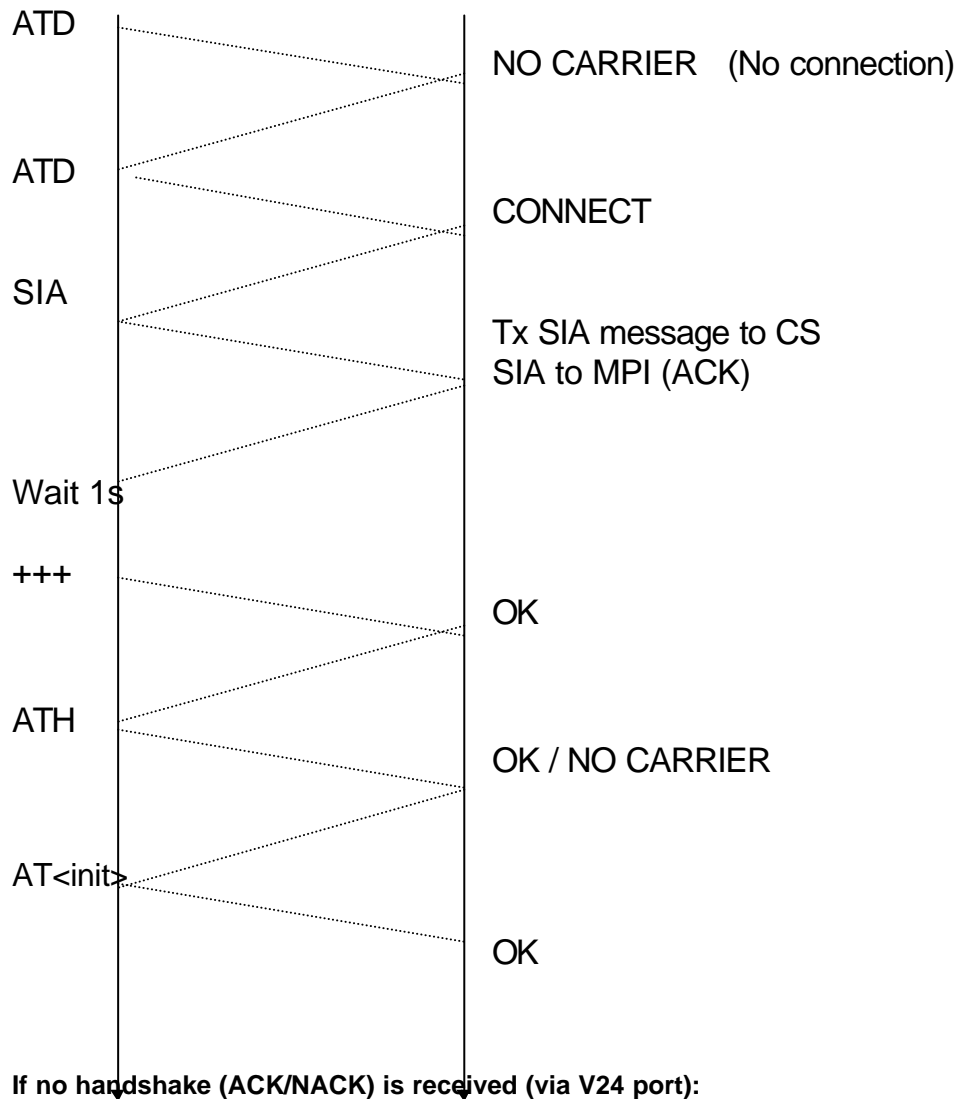 ATD
NO CARRIER (No connection)
ATD
CONNECT
SIA
Tx SIA message to CS
SIA to MPI (ACK)
Wait 1s
+++
OK
ATH
OK / NO CARRIER
AT<init>
OK
If no handshake (ACK/NACK) is received (via V24 port):